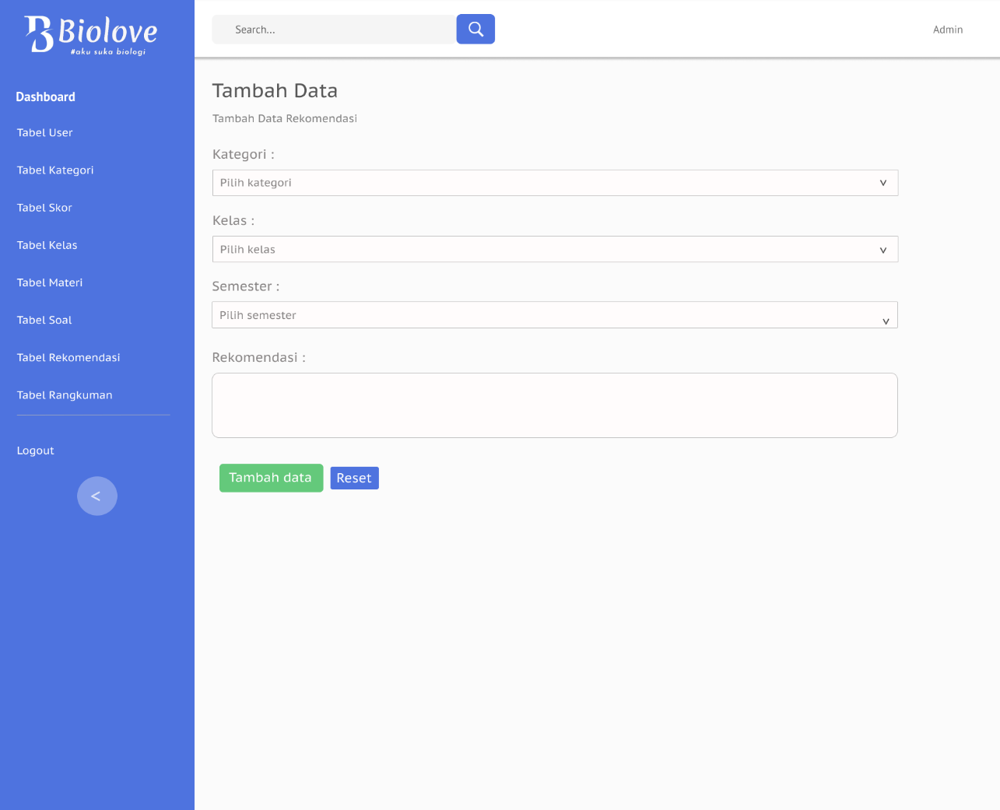 Biolove
#aku suka biologi
Dashboard
Tabel User
Tabel Kategori
Tabel Skor
Tabel Kelas
Tabel Materi
Tabel Soal
Tabel Rekomendasi
Tabel Rangkuman
Logout
<
Search...
Admin
Tambah Data
Tambah Data Rekomendasi
Kategori :
Pilih kategori
Kelas :
Pilih kelas
Semester :
Pilih semester
Rekomendasi :
Tambah data
Reset